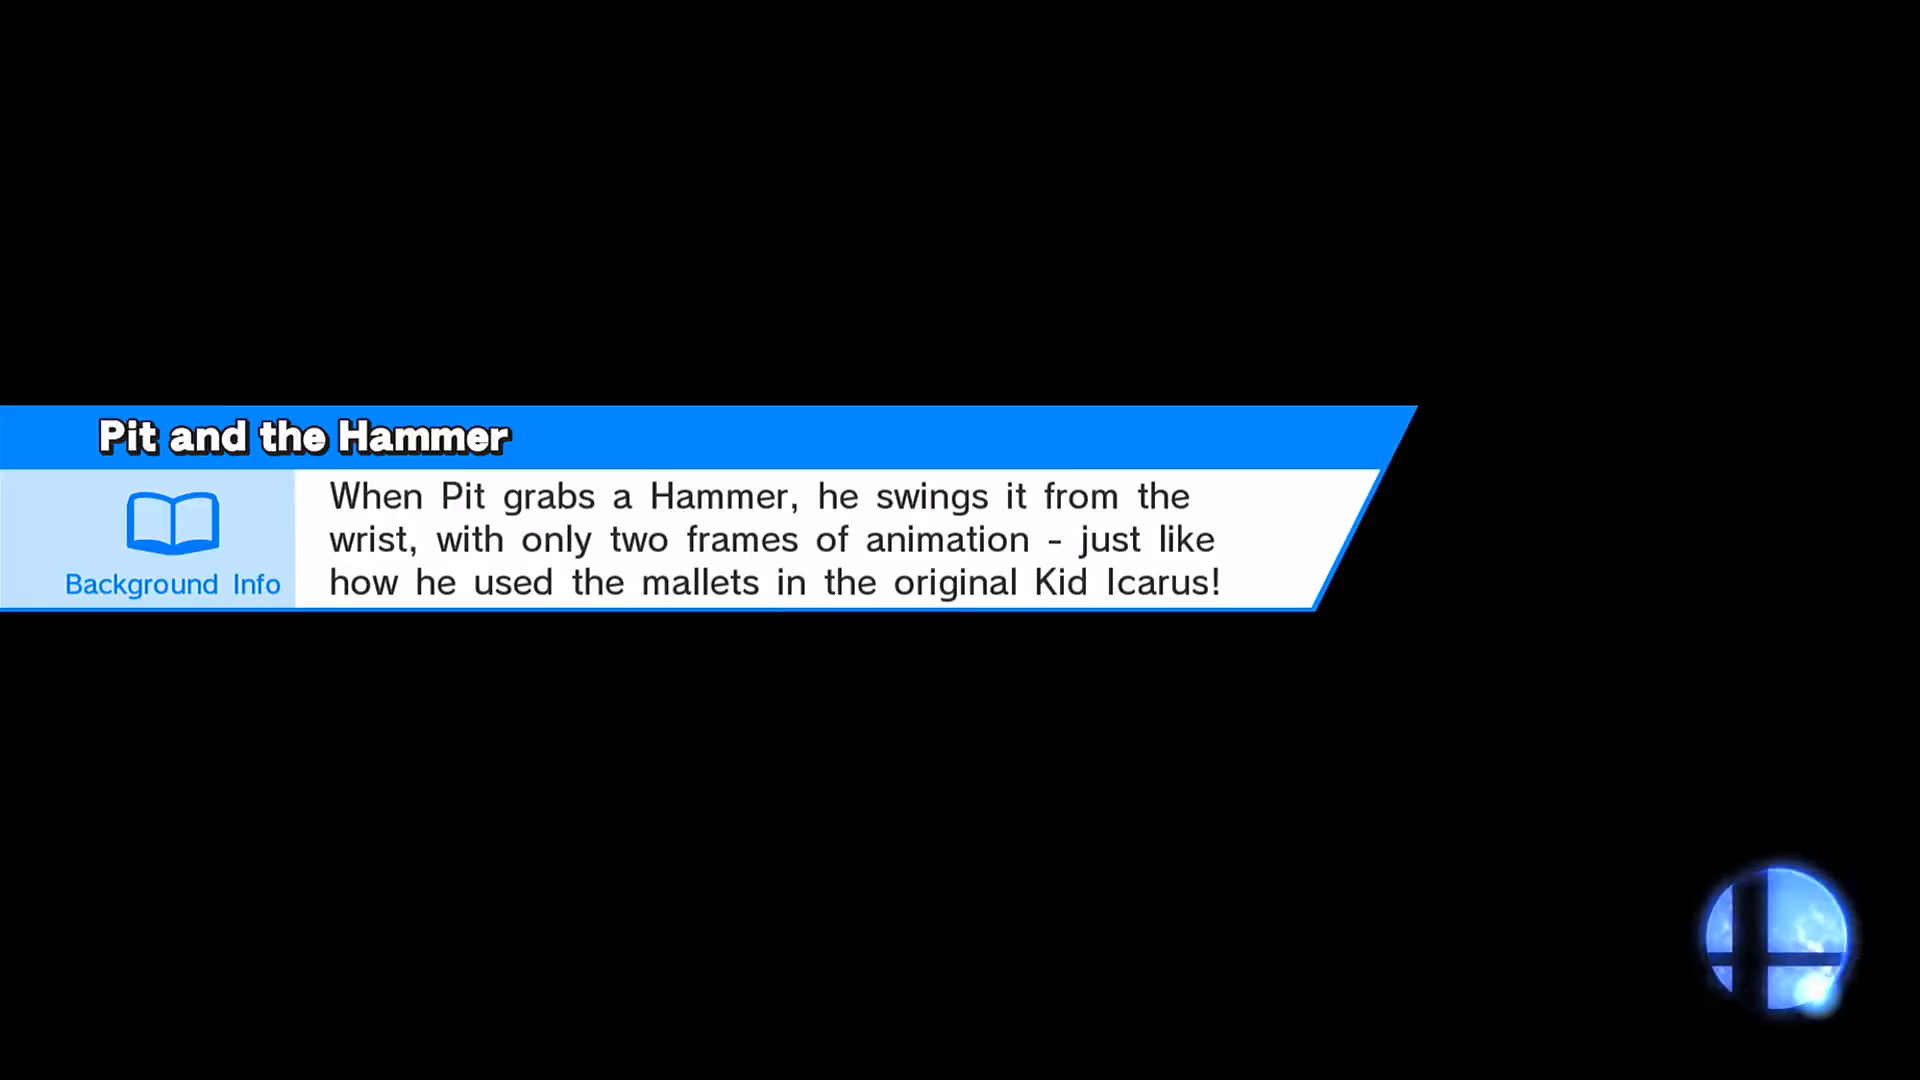 Pit and the Hammer
When Pit grabs a Hammer, he swings it from the
wrist, with only two frames of animation - just like
how he used the mallets in the original Kid Icarus!
Background Info